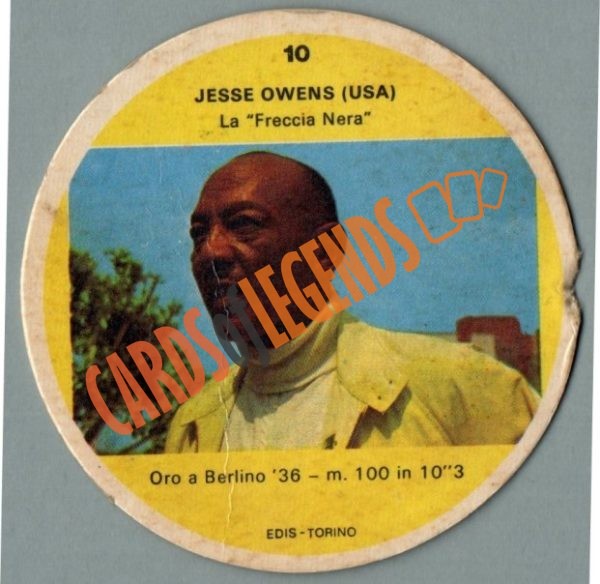 10
JESSE OWENS (USA)
La "Freccia Nera"
CARDS of LEGENDS
Oro a Berlino '36 – m. 100 in 10"3
EDIS - TORINO